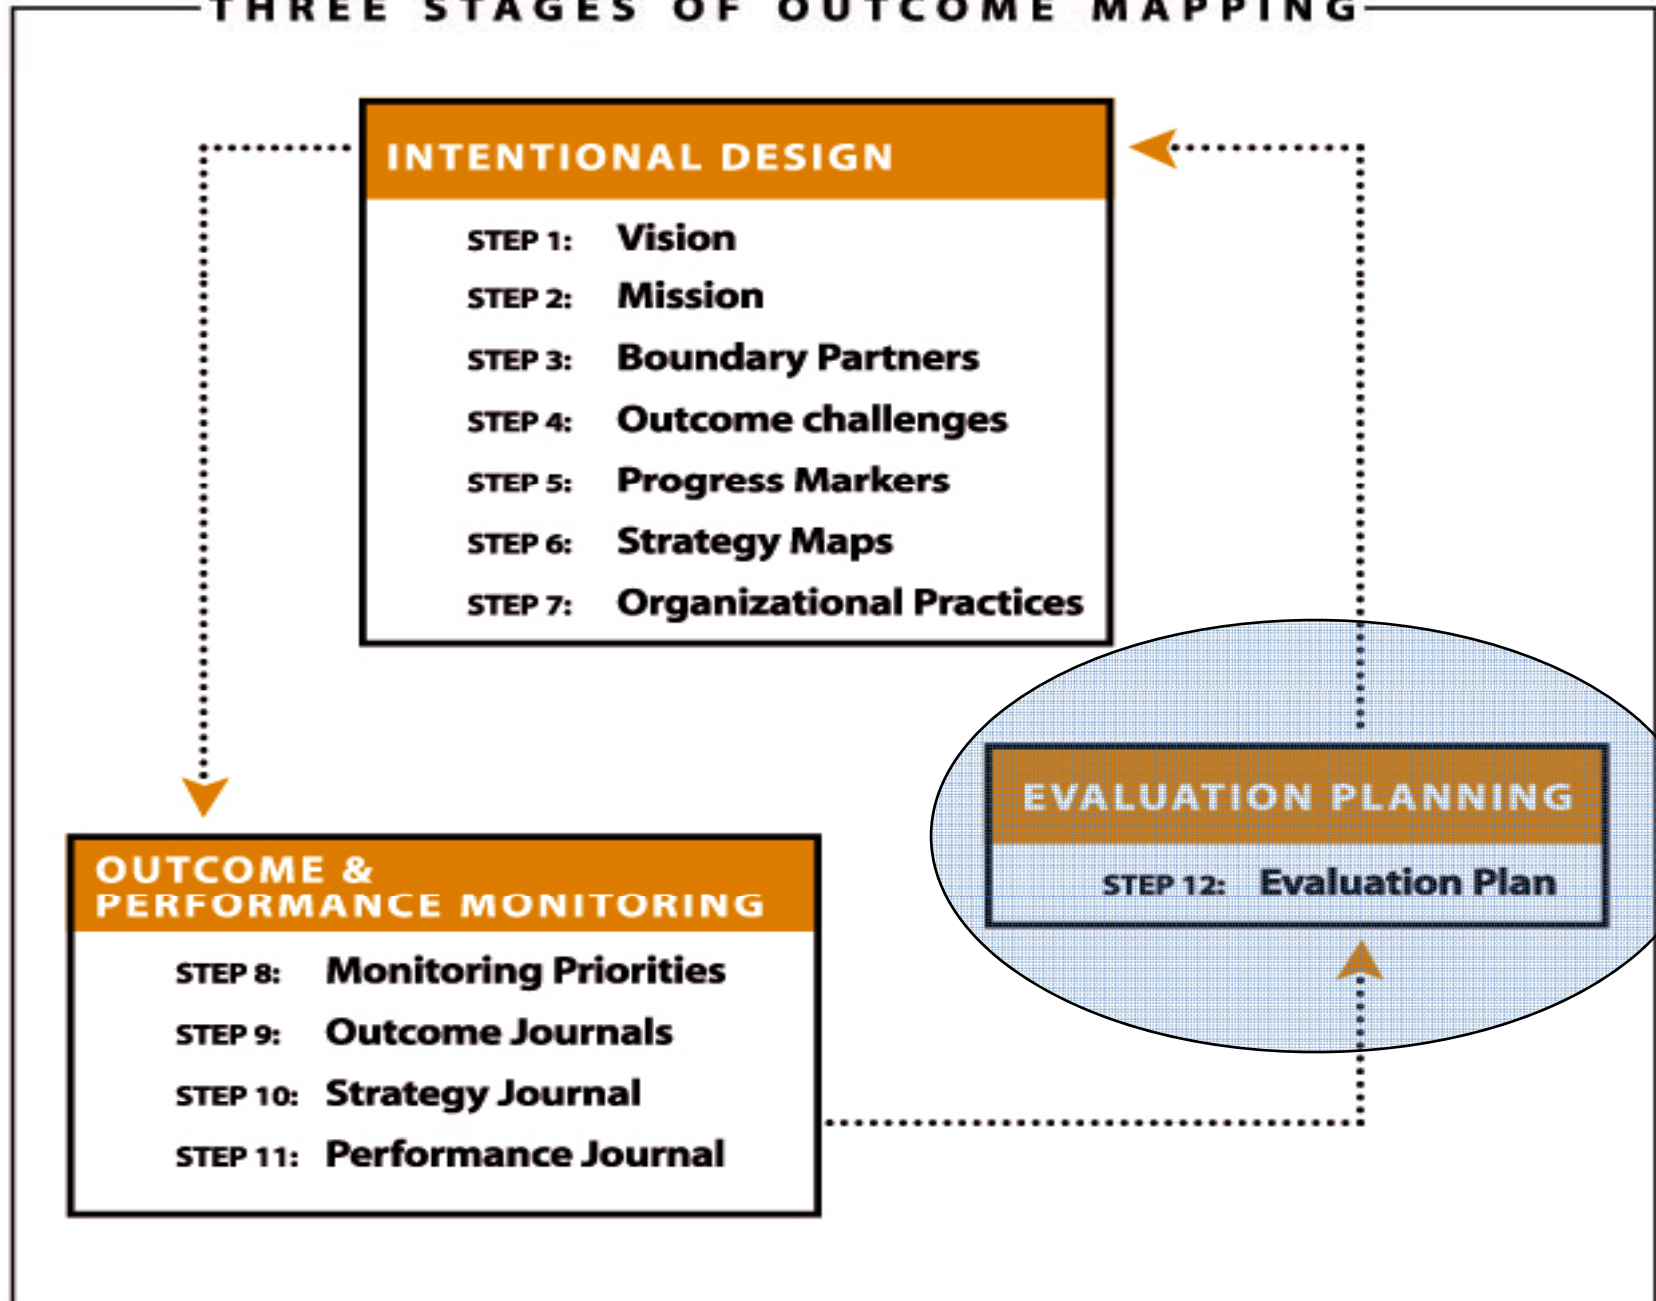 THREE STAGES OF OUTCOME MAPPING
INTENTIONAL DESIGN
STEP 1: Vision
STEP 2: Mission
STEP 3: Boundary Partners
STEP 4: Outcome challenges
STEP 5: Progress Markers
STEP 6: Strategy Maps
STEP 7: Organizational Practices
OUTCOME &
PERFORMANCE MONITORING
STEP 8: Monitoring Priorities
STEP 9: Outcome Journals
STEP 10: Strategy Journal
STEP 11: Performance Journal
EVALUATION PLANNING
STEP 12: Evaluation Plan